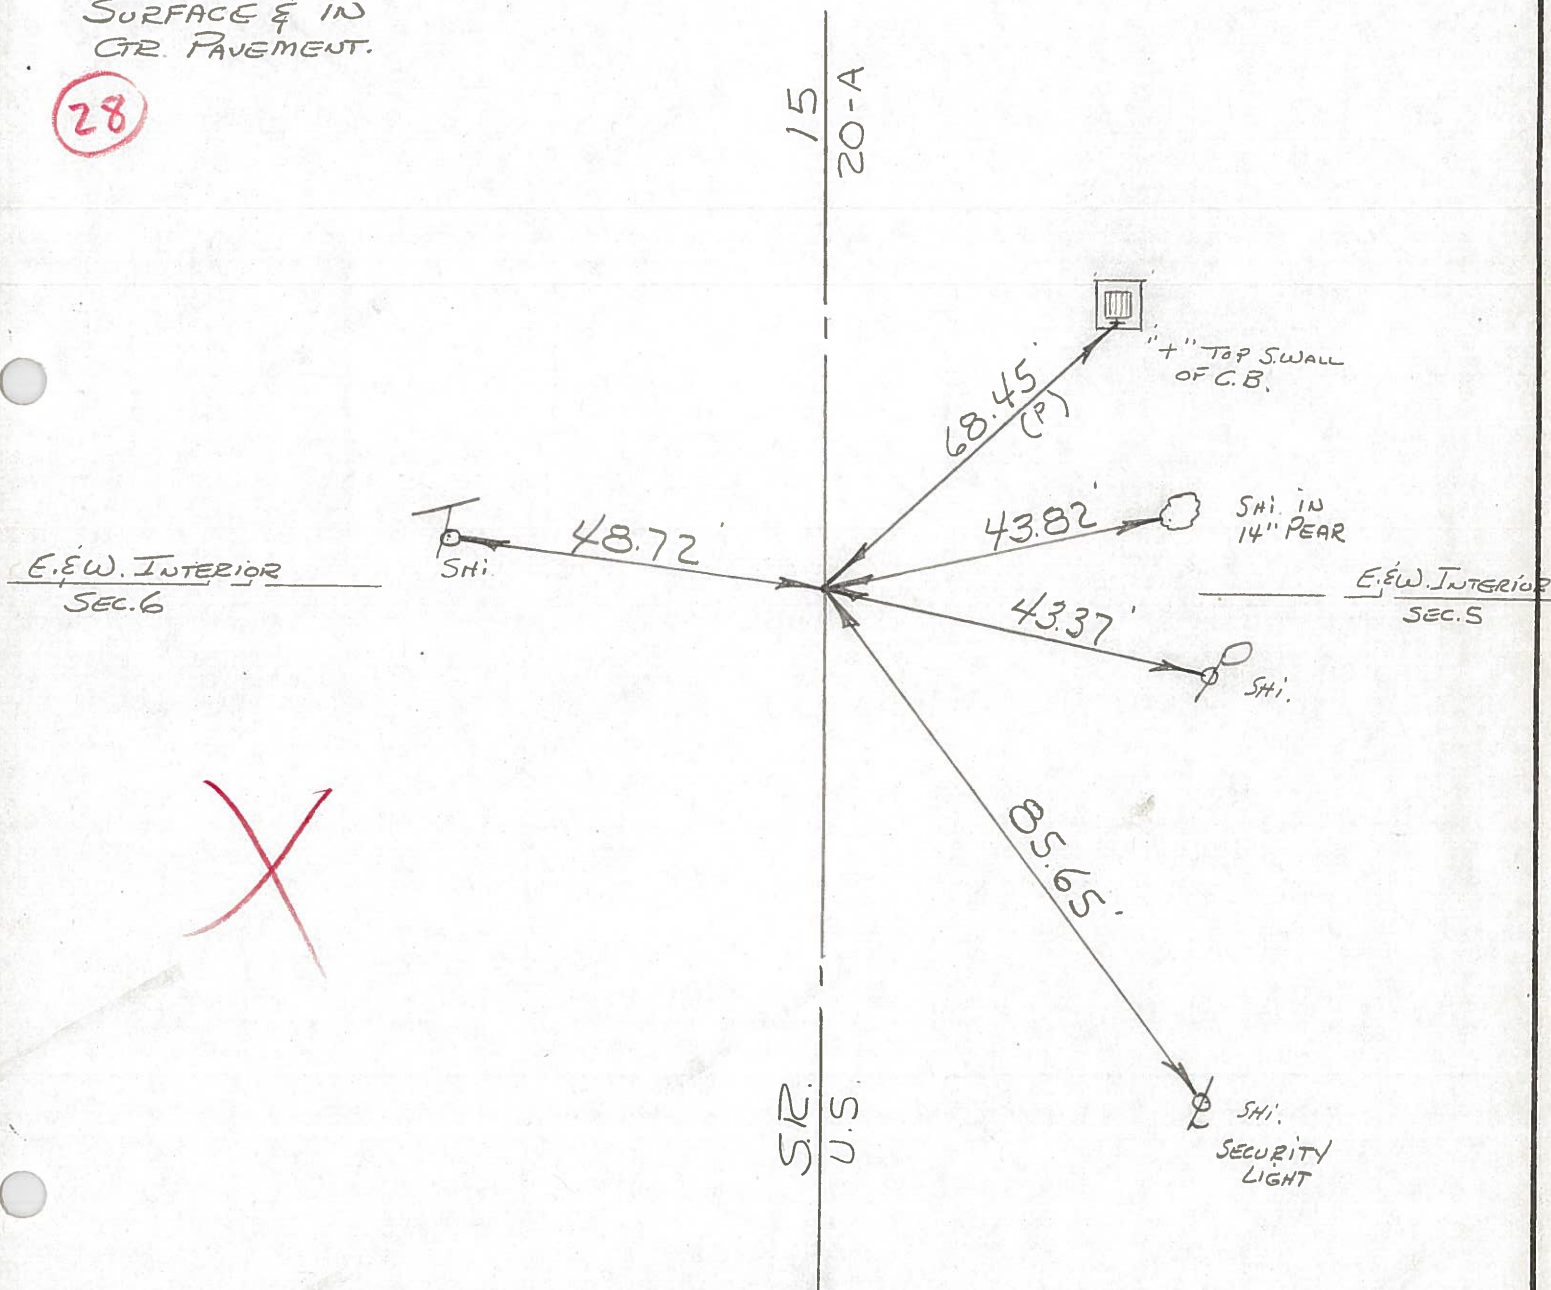 SURFACE & IN
CTR. PAVEMENT.
28
15
20-A
"+" TOP S. WALL
OF C.B.
68.45'
(P)
43.82'
SHI. IN
14" PEAR
48.72'
SHI.
E. & W. INTERIOR
SEC. 6
E. & W. INTERIOR
SEC. 5
43.37'
SHI.
85.65'
S.R.
U.S.
SHI.
SECURITY
LIGHT